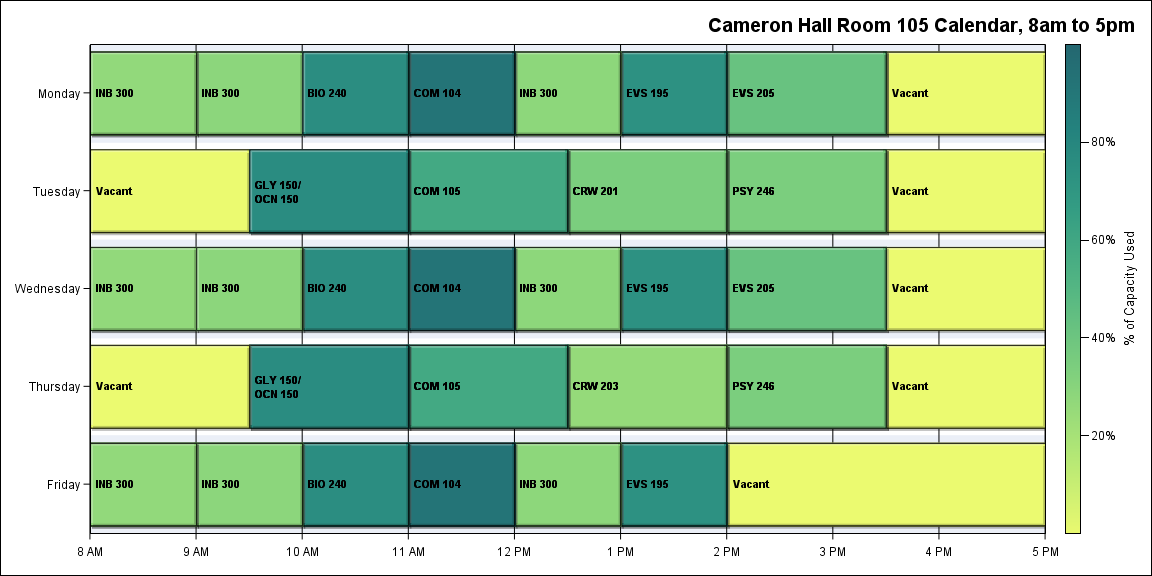 Cameron Hall Room 105 Calendar, 8am to 5pm
Monday
INB 300
INB 300
BIO 240
COM 104
INB 300
EVS 195
EVS 205
Vacant
Tuesday
Vacant
GLY 150/
OCN 150
COM 105
CRW 201
PSY 246
Vacant
Wednesday
INB 300
INB 300
BIO 240
COM 104
INB 300
EVS 195
EVS 205
Vacant
Thursday
Vacant
GLY 150/
OCN 150
COM 105
CRW 203
PSY 246
Vacant
Friday
INB 300
INB 300
BIO 240
COM 104
INB 300
EVS 195
Vacant
8 AM
9 AM
10 AM
11 AM
12 PM
1 PM
2 PM
3 PM
4 PM
5 PM
80%
60%
40%
20%
% of Capacity Used